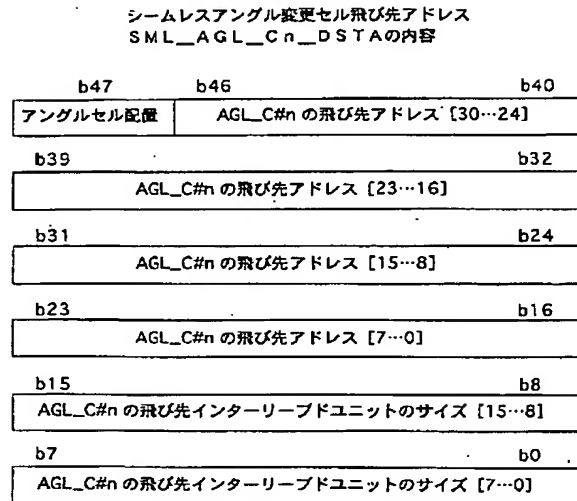 シームレスアングル変更セル飛び先アドレス
SML__AGL__Cn__DSTAの内容
b47 b46 b40
アングルセル配置 AGL_C#n の飛び先アドレス [30…24]
b39 b32
AGL_C#n の飛び先アドレス [23…16]
b31 b24
AGL_C#n の飛び先アドレス [15…8]
b23 b16
AGL_C#n の飛び先アドレス [7…0]
b15 b8
AGL_C#n の飛び先インターリーブドユニットのサイズ [15…8]
b7 b0
AGL_C#n の飛び先インターリーブドユニットのサイズ [7…0]